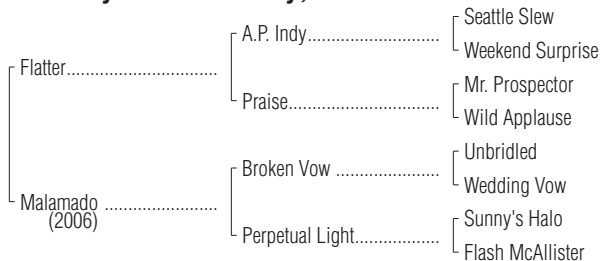 Seattle Slew
A.P. Indy........................................
Weekend Surprise
Flatter..............................................
Mr. Prospector
Praise.............................................
Wild Applause
Unbridled
Broken Vow ...............................
Wedding Vow
Malamado .................................
(2006)
Sunny's Halo
Perpetual Light.........................
Flash McAllister